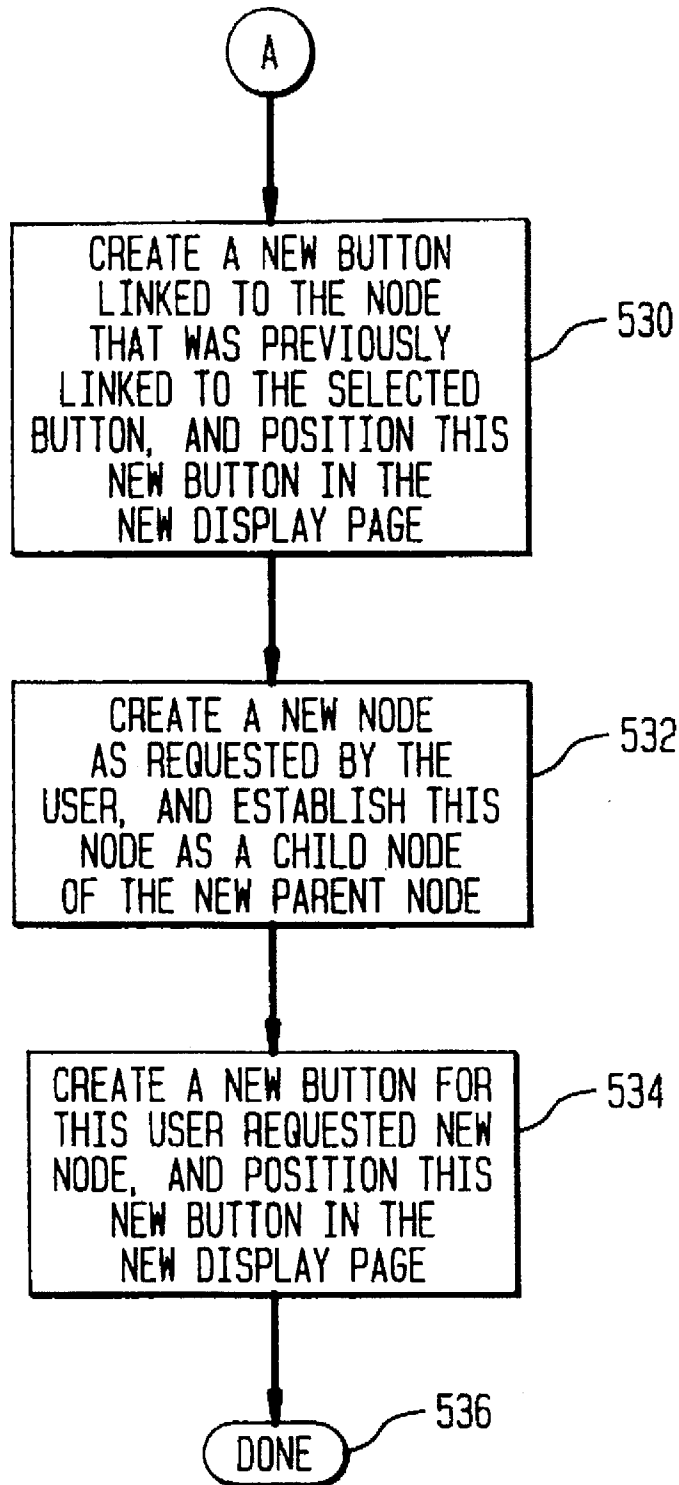 A
CREATE A NEW BUTTON
LINKED TO THE NODE
THAT WAS PREVIOUSLY
LINKED TO THE SELECTED
BUTTON, AND POSITION THIS
NEW BUTTON IN THE
NEW DISPLAY PAGE
530
CREATE A NEW NODE
AS REQUESTED BY THE
USER, AND ESTABLISH THIS
NODE AS A CHILD NODE
OF THE NEW PARENT NODE
532
CREATE A NEW BUTTON FOR
THIS USER REQUESTED NEW
NODE, AND POSITION THIS
NEW BUTTON IN THE
NEW DISPLAY PAGE
534
DONE
536